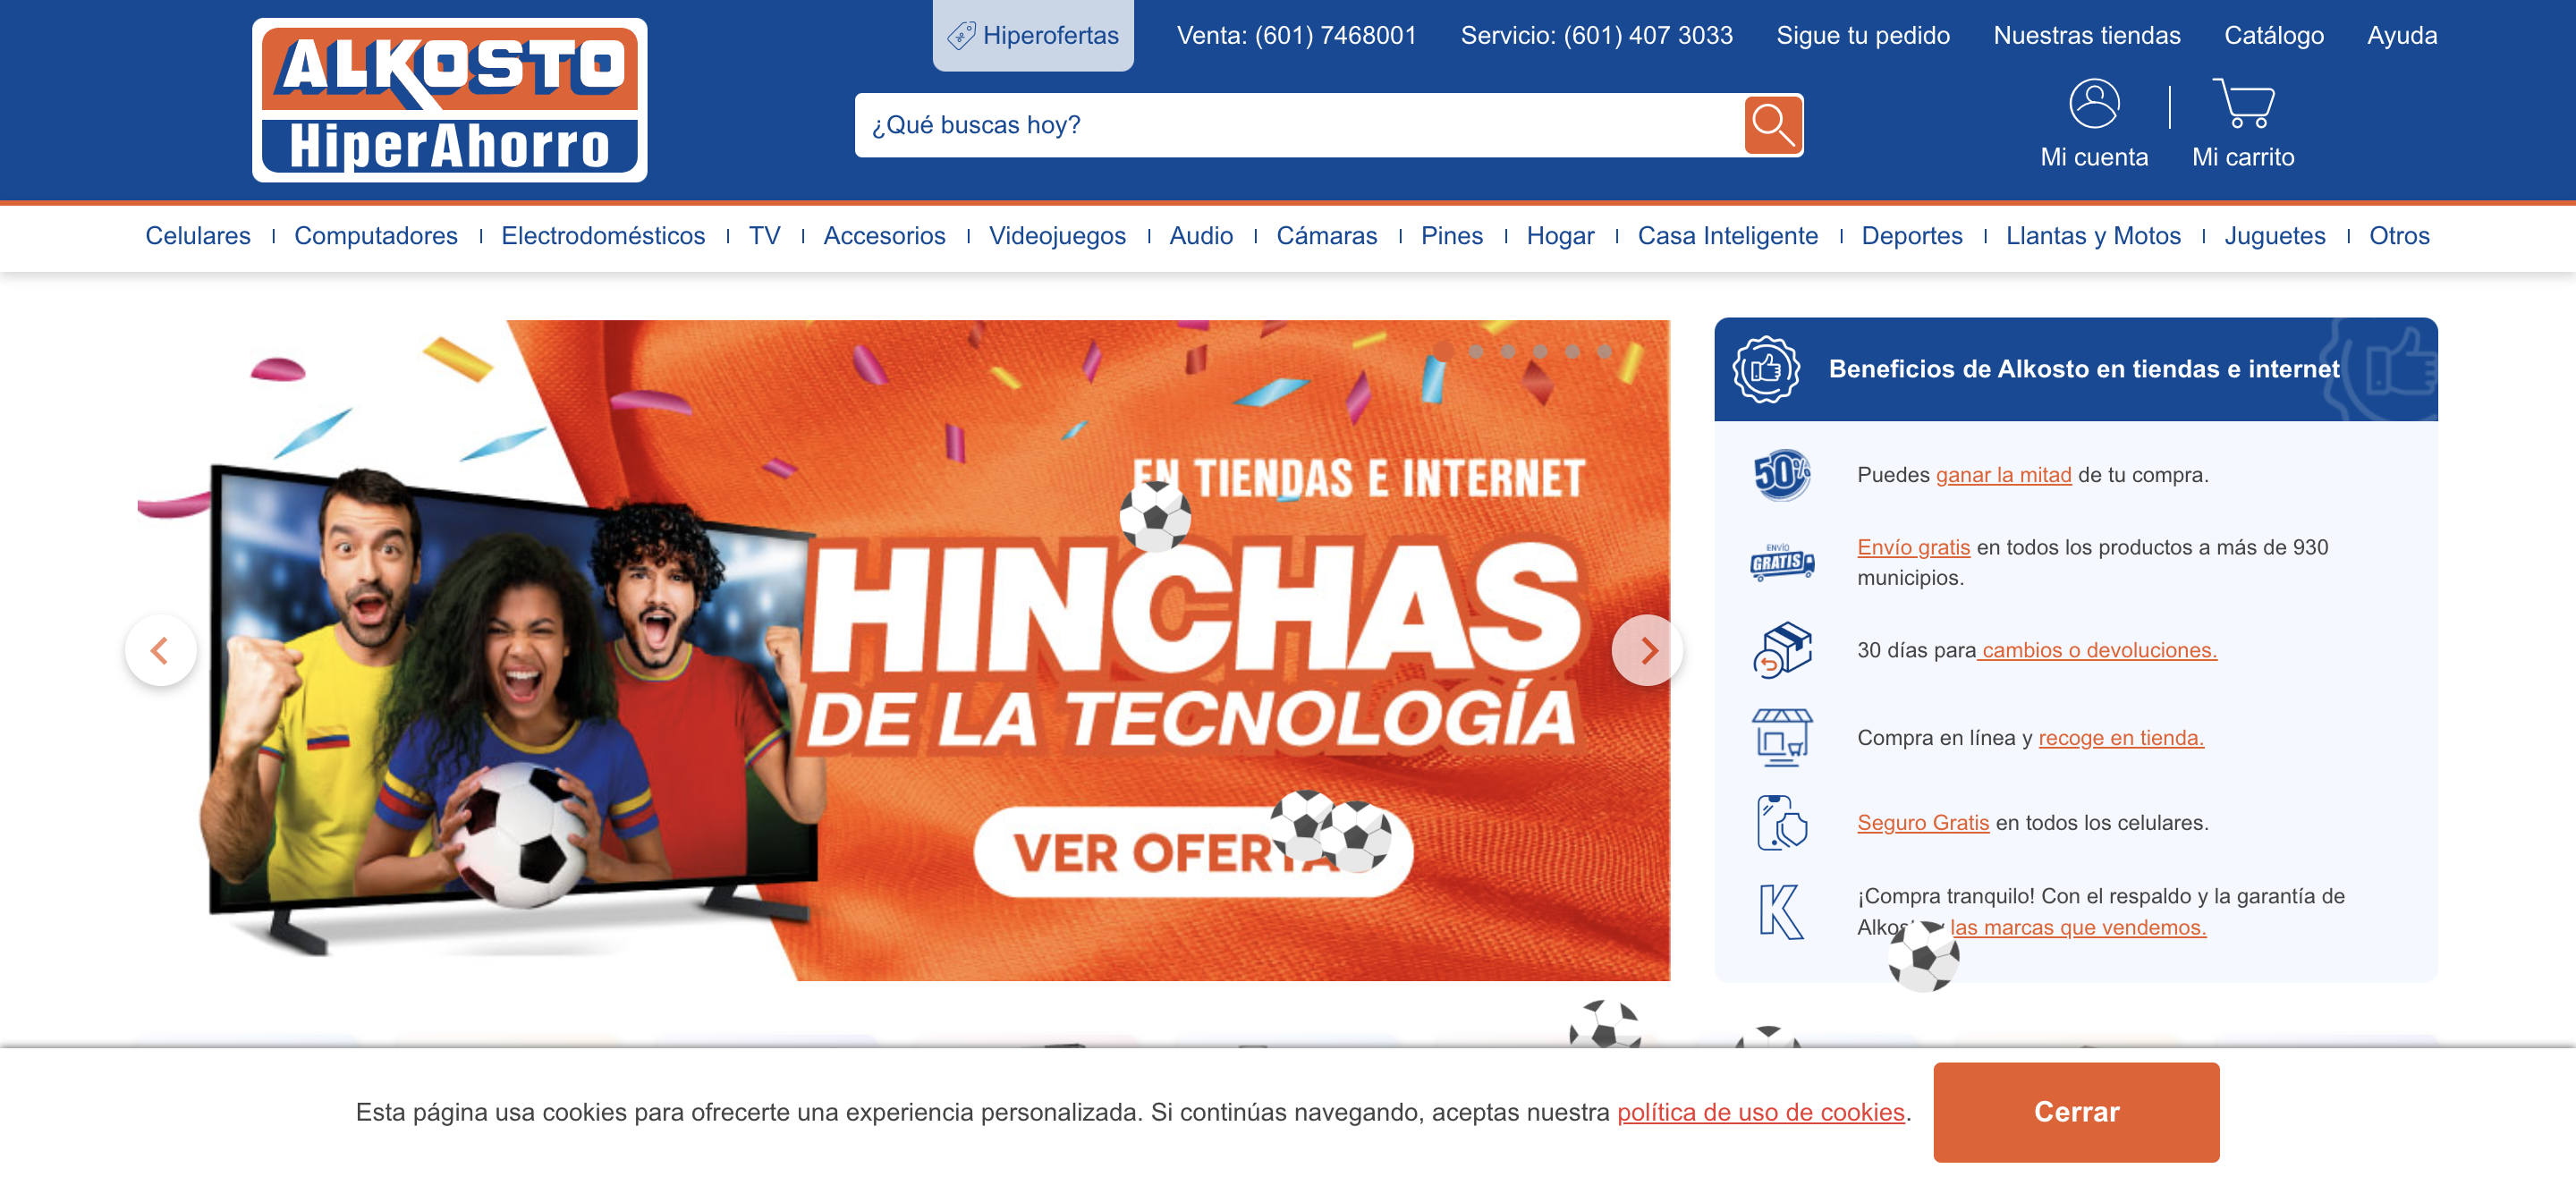 ALKOSTO
HiperAhorro
Hiperofertas
Venta: (601) 7468001
Servicio: (601) 407 3033
Sigue tu pedido
Nuestras tiendas
Catálogo
Ayuda
¿Qué buscas hoy?
Mi cuenta
Mi carrito
Celulares
Computadores
Electrodomésticos
TV
Accesorios
Videojuegos
Audio
Cámaras
Pines
Hogar
Casa Inteligente
Deportes
Llantas y Motos
Juguetes
Otros
EN TIENDAS E INTERNET
HINCHAS
DE LA TECNOLOGÍA
VER OFERTA
Beneficios de Alkosto en tiendas e internet
50%
Puedes ganar la mitad de tu compra.
ENVÍO
GRATIS
Envío gratis en todos los productos a más de 930
municipios.
30 días para cambios o devoluciones.
Compra en línea y recoge en tienda.
Seguro Gratis en todos los celulares.
K
¡Compra tranquilo! Con el respaldo y la garantía de
Alkosto y las marcas que vendemos.
Esta página usa cookies para ofrecerte una experiencia personalizada. Si continúas navegando, aceptas nuestra política de uso de cookies.
Cerrar